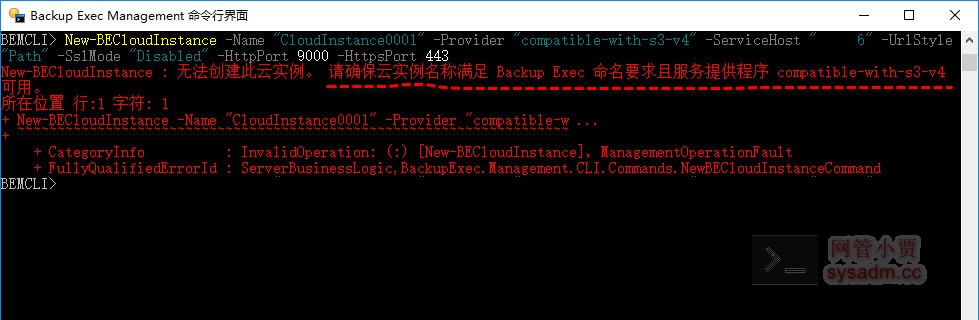 Backup Exec Management 命令行界面
BEMCLI> New-BECloudInstance -Name "CloudInstance0001" -Provider "compatible-with-s3-v4" -ServiceHost "    6" -UrlStyle
"Path" -SslMode "Disabled" -HttpPort 9000 -HttpsPort 443
New-BECloudInstance : 无法创建此云实例。 请确保云实例名称满足 Backup Exec 命名要求且服务提供程序 compatible-with-s3-v4
可用。
所在位置 行:1 字符: 1
+ New-BECloudInstance -Name "CloudInstance0001" -Provider "compatible-w ...
+ ~~~~~~~~~~~~~~~~~~~~~~~~~~~~~~~~~~~~~~~~~~~~~~~~~~~~~~~~~~~~~~~~~~~~~
+ CategoryInfo          : InvalidOperation: (:) [New-BECloudInstance], ManagementOperationFault
+ FullyQualifiedErrorId : ServerBusinessLogic,BackupExec.Management.CLI.Commands.NewBECloudInstanceCommand
BEMCLI>
网管小贾
sysadm.cc